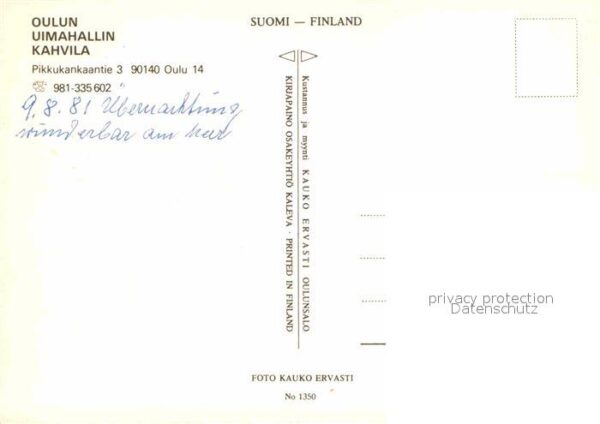 OULUN
UIMAHALLIN
KAHVILA
Pikkukankaantie 3 90140 Oulu 14
☏ 981-335 602
9.8.81 Übernachtung
wunderbar am
SUOMI — FINLAND
Kustannus ja myynti KAUKO ERVASTI OULUNSALO
KIRJAPAINO OSAKEYHTIÖ KALEVA · PRINTED IN FINLAND
FOTO KAUKO ERVASTI
No 1350
privacy protection
Datenschutz